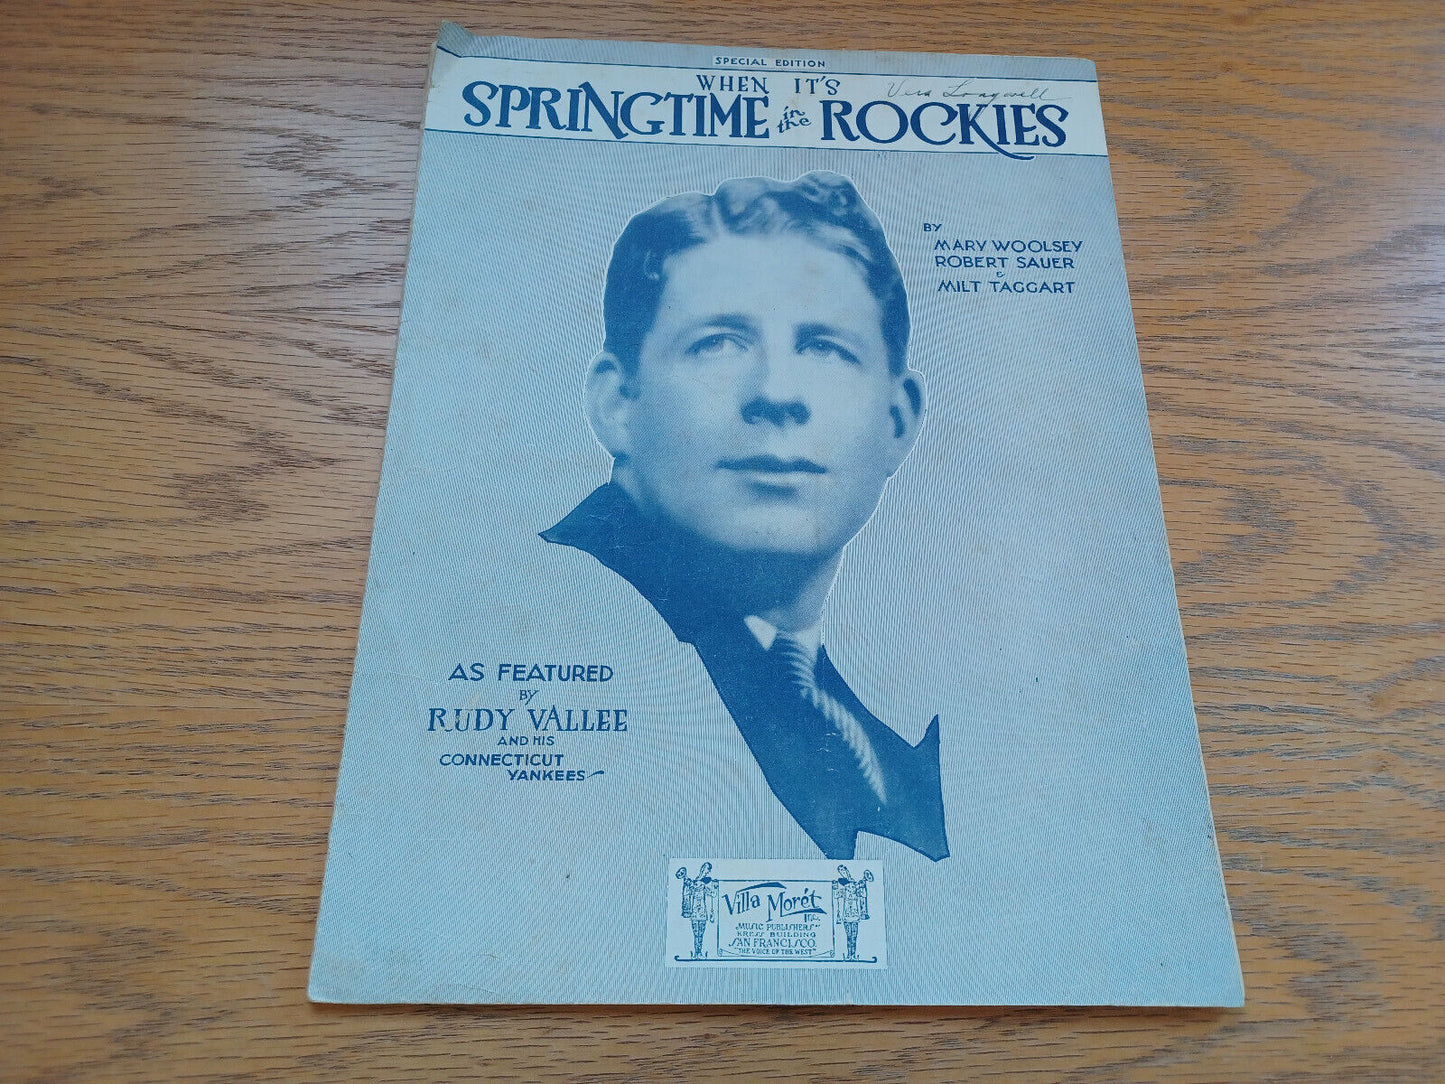 SPECIAL EDITION
WHEN IT'S
SPRINGTIME in the ROCKIES
Vera Longwell
BY
MARY WOOLSEY
ROBERT SAUER
&
MILT TAGGART
AS FEATURED
BY
RUDY VALLEE
AND HIS
CONNECTICUT
YANKEES
Villa Morét
Inc.
MUSIC PUBLISHERS
KRESS BUILDING
SAN FRANCISCO.
"THE VOICE OF THE WEST"